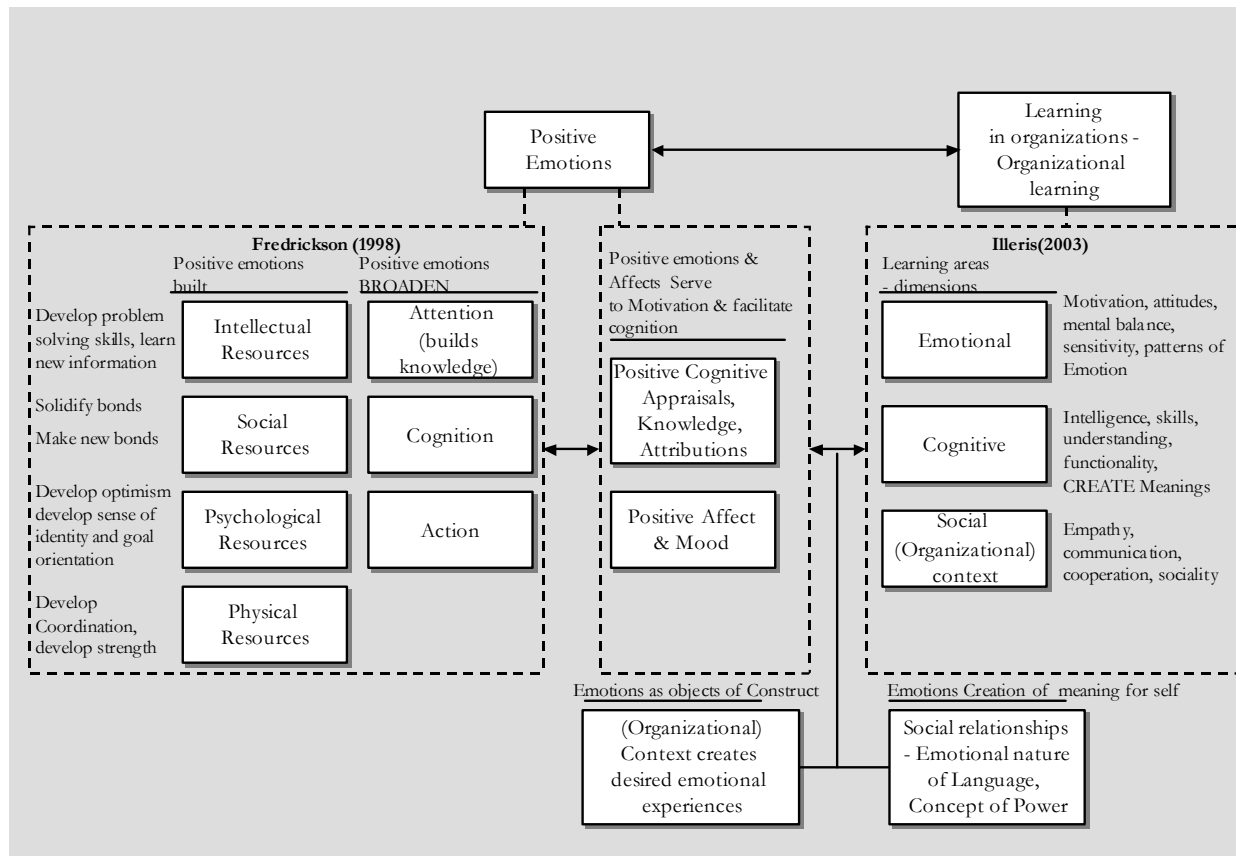 Positive
Emotions
Learning
in organizations -
Organizational
learning
Fredrickson (1998)
Positive emotions
built
Positive emotions
BROADEN
Develop problem
solving skills, learn
new information
Intellectual
Resources
Attention
(builds
knowledge)
Solidify bonds
Make new bonds
Social
Resources
Cognition
Develop optimism
develop sense of
identity and goal
orientation
Psychological
Resources
Action
Develop
Coordination,
develop strength
Physical
Resources
Positive emotions &
Affects Serve
to Motivation & facilitate
cognition
Positive Cognitive
Appraisals,
Knowledge,
Attributions
Positive Affect
& Mood
Illeris(2003)
Learning areas
- dimensions
Emotional
Motivation, attitudes,
mental balance,
sensitivity, patterns of
Emotion
Cognitive
Intelligence, skills,
understanding,
functionality,
CREATE Meanings
Social
(Organizational)
context
Empathy,
communication,
cooperation, sociality
Emotions as objects of Construct
(Organizational)
Context creates
desired emotional
experiences
Emotions Creation of meaning for self
Social relationships
- Emotional nature
of Language,
Concept of Power